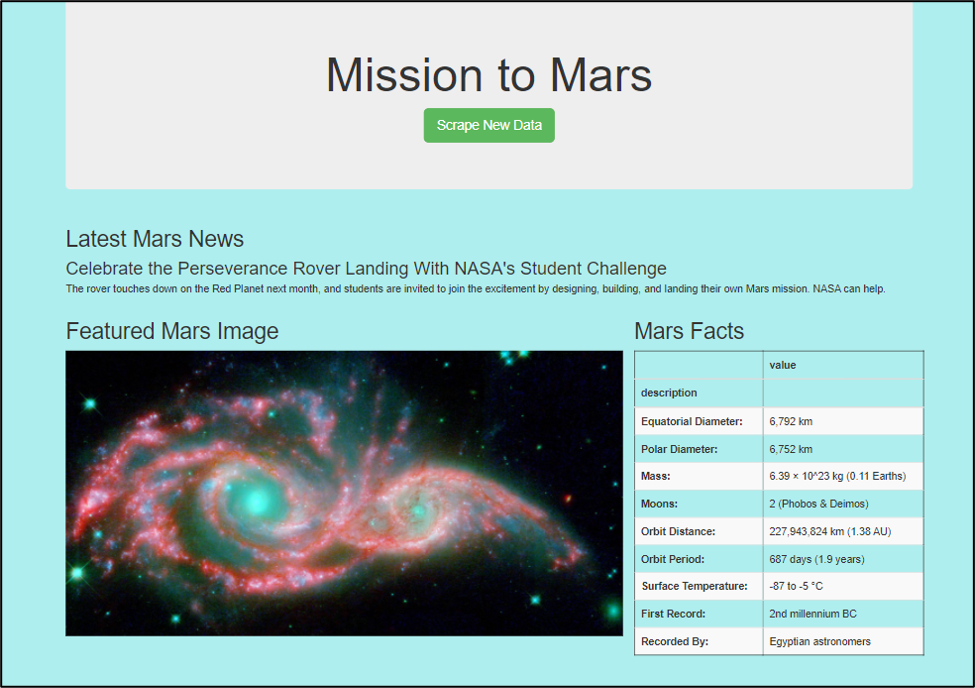 Mission to Mars
Scrape New Data
Latest Mars News
Celebrate the Perseverance Rover Landing With NASA's Student Challenge
The rover touches down on the Red Planet next month, and students are invited to join the excitement by designing, building, and landing their own Mars mission. NASA can help.
Featured Mars Image
Mars Facts
value
description
Equatorial Diameter: 6,792 km
Polar Diameter: 6,752 km
Mass: 6.39 × 10^23 kg (0.11 Earths)
Moons: 2 (Phobos & Deimos)
Orbit Distance: 227,943,824 km (1.38 AU)
Orbit Period: 687 days (1.9 years)
Surface Temperature: -87 to -5 °C
First Record: 2nd millennium BC
Recorded By: Egyptian astronomers